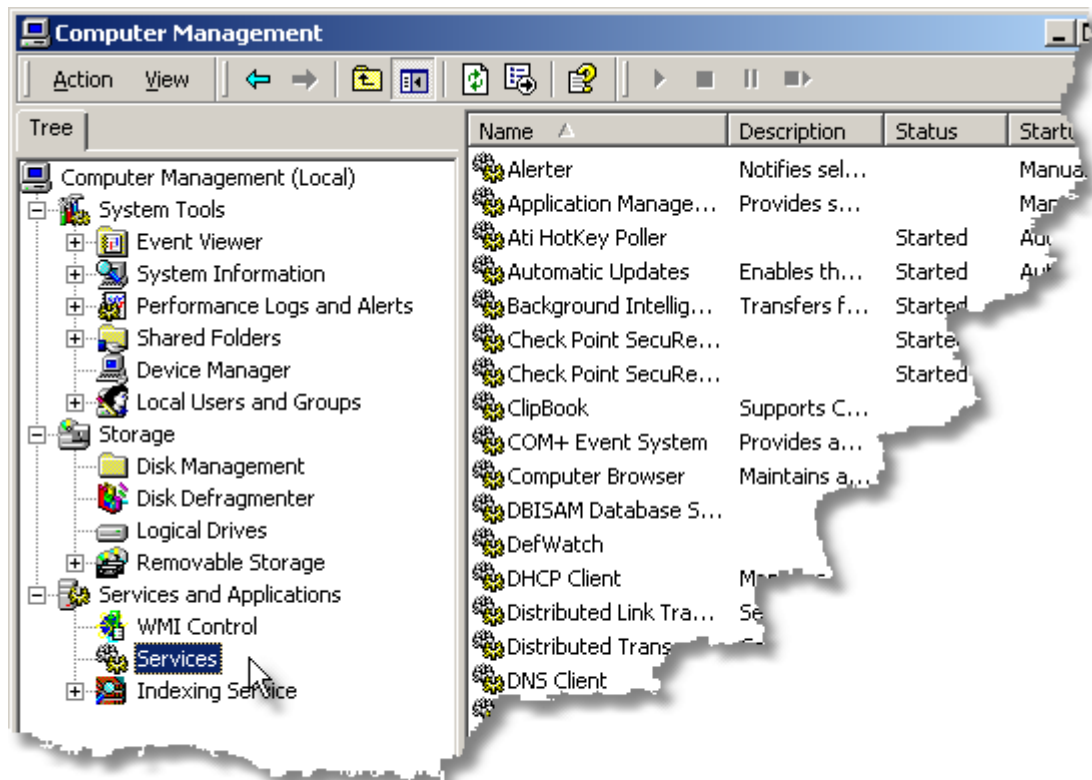 Computer Management
Action View
Tree
Computer Management (Local)
System Tools
Event Viewer
System Information
Performance Logs and Alerts
Shared Folders
Device Manager
Local Users and Groups
Storage
Disk Management
Disk Defragmenter
Logical Drives
Removable Storage
Services and Applications
WMI Control
Services
Indexing Service
Name Description Status
Alerter Notifies sel...
Application Manage... Provides s...
Ati HotKey Poller Started
Automatic Updates Enables th... Started
Background Intellig... Transfers f... Started
Check Point SecuRe... Started
Check Point SecuRe... Started
ClipBook Supports C...
COM+ Event System Provides a...
Computer Browser Maintains a...
DBISAM Database S...
DefWatch
DHCP Client
Distributed Link Tra...
Distributed Trans
DNS Client